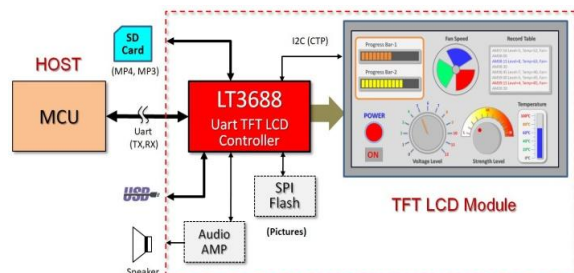 HOST
MCU
SD
Card
(MP4, MP3)
Uart
(TX,RX)
USB
Speaker
LT3688
Uart TFT LCD
Controller
Audio
AMP
SPI
Flash
(Pictures)
I2C (CTP)
Progress Bar-1
Progress Bar-2
Fan Speed
Record Table
POWER
ON
Voltage Level
Strength Level
Temperature
TFT LCD Module